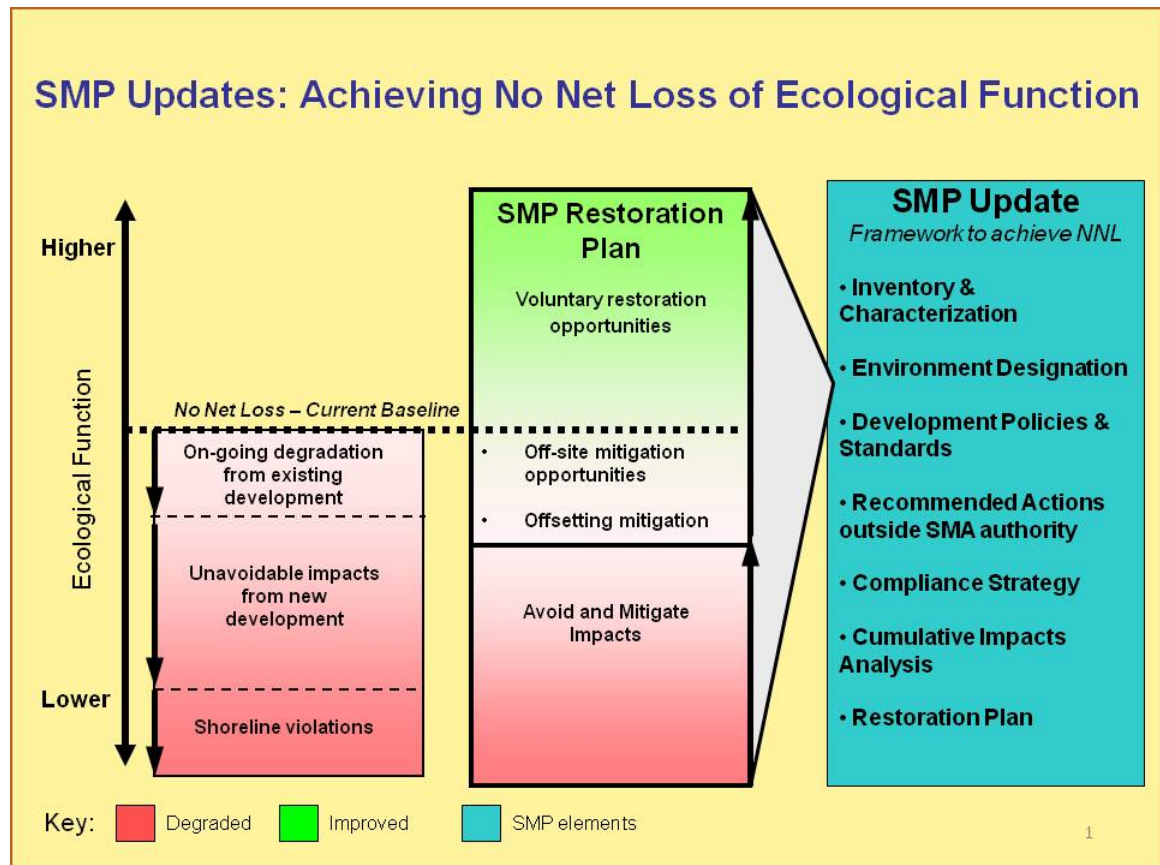 SMP Updates: Achieving No Net Loss of Ecological Function
Higher
Ecological Function
Lower
No Net Loss – Current Baseline
On-going degradation
from existing
development
Unavoidable impacts
from new
development
Shoreline violations
SMP Restoration
Plan
Voluntary restoration
opportunities
• Off-site mitigation
opportunities
• Offsetting mitigation
Avoid and Mitigate
Impacts
SMP Update
Framework to achieve NNL
• Inventory &
Characterization
• Environment Designation
• Development Policies &
Standards
• Recommended Actions
outside SMA authority
• Compliance Strategy
• Cumulative Impacts
Analysis
• Restoration Plan
Key:
Degraded
Improved
SMP elements
1